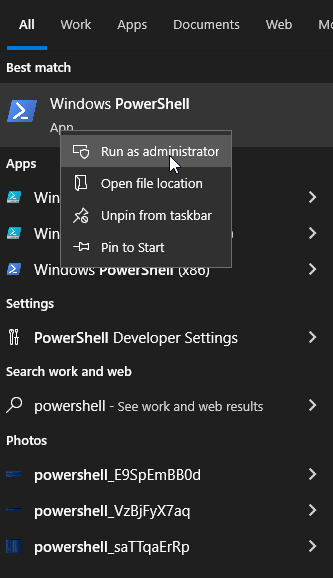 All Work Apps Documents Web M
Best match
Windows PowerShell
App
Run as administrator
Apps
Open file location
Win
Unpin from taskbar
Win )
Pin to Start
Windows PowerShell (x86)
Settings
PowerShell Developer Settings
Search work and web
powershell - See work and web results
Photos
powershell_E9SpEmBB0d
powershell_VzBjFyX7aq
powershell_saTTqaErRp